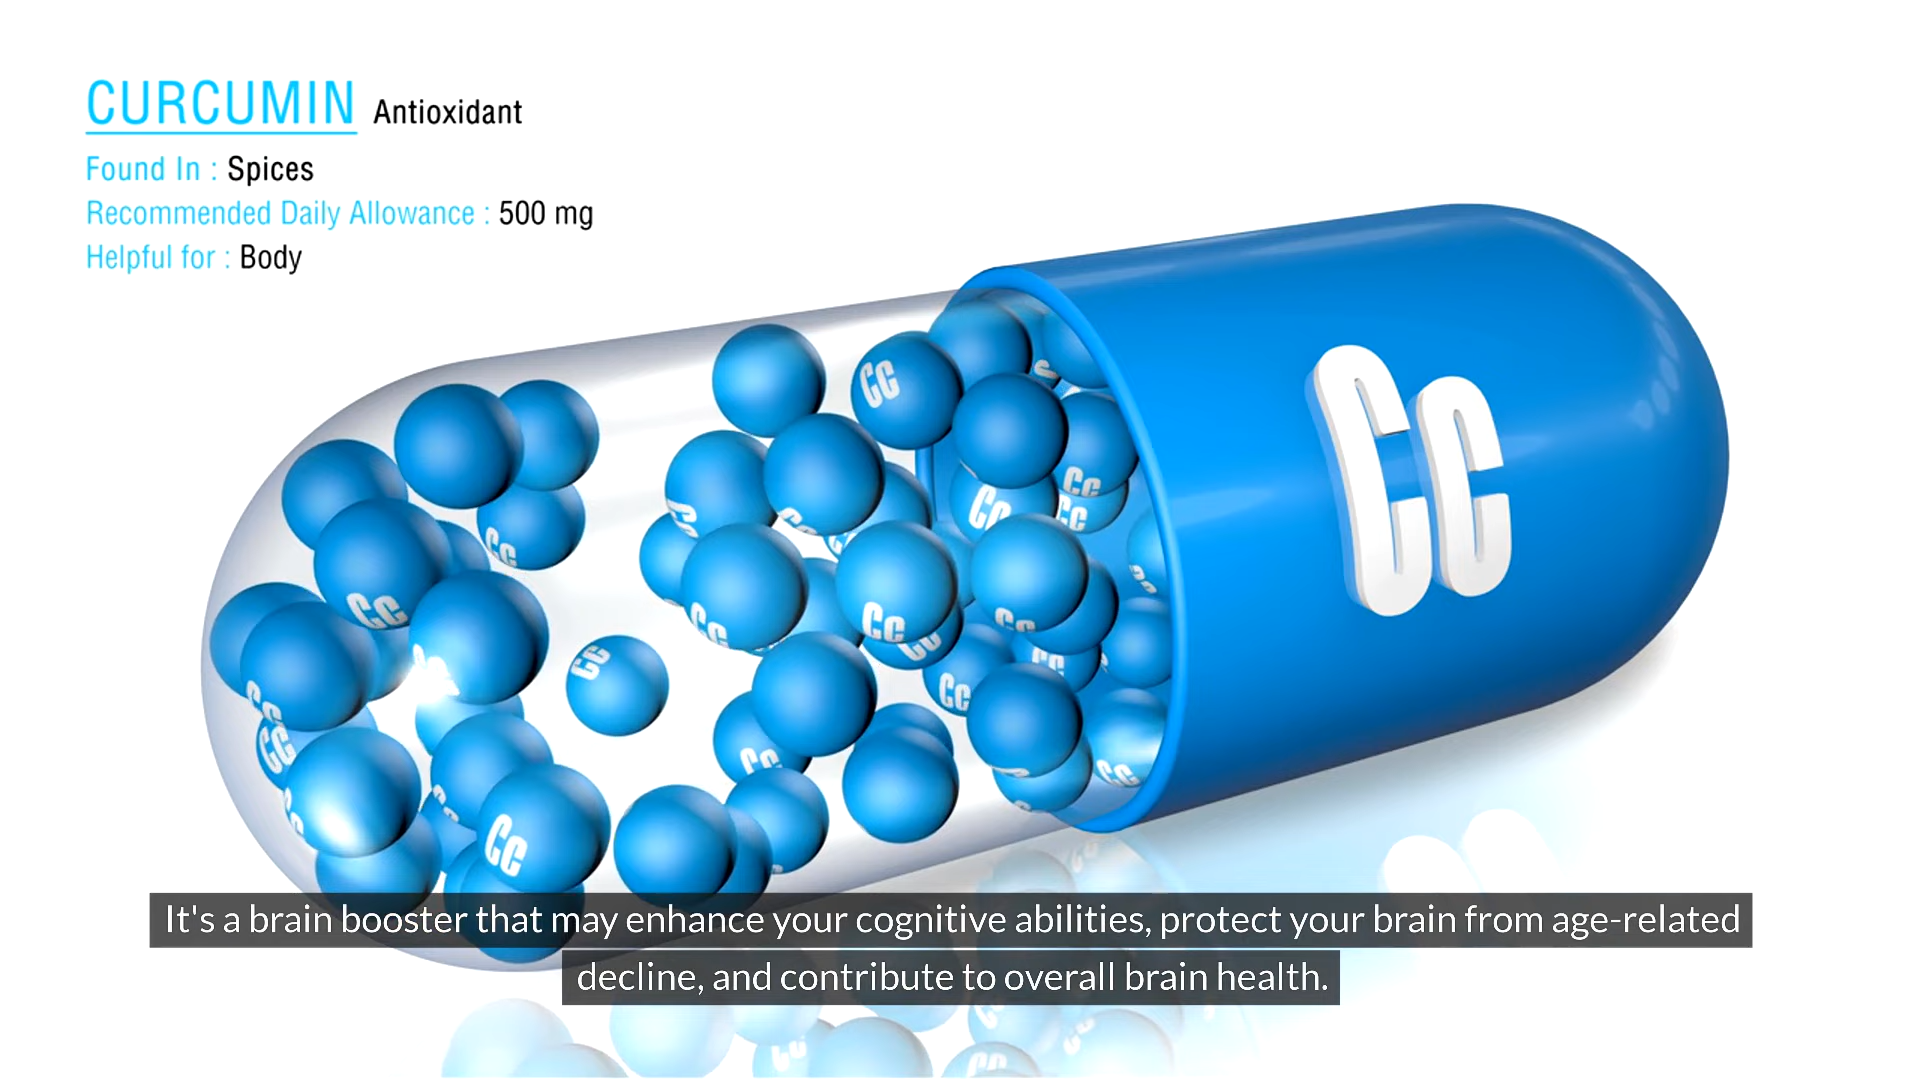 CURCUMIN Antioxidant
Found In : Spices
Recommended Daily Allowance : 500 mg
Helpful for : Body
Cc
It's a brain booster that may enhance your cognitive abilities, protect your brain from age-related
decline, and contribute to overall brain health.